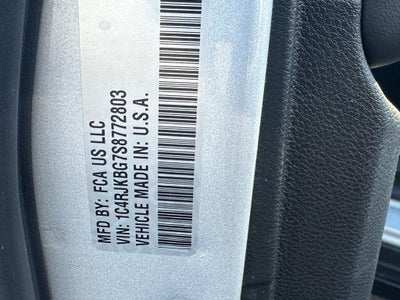 MFD BY: FCA US LLC
VIN: 1C4RJKBG7S8772803
VEHICLE MADE IN: U.S.A.